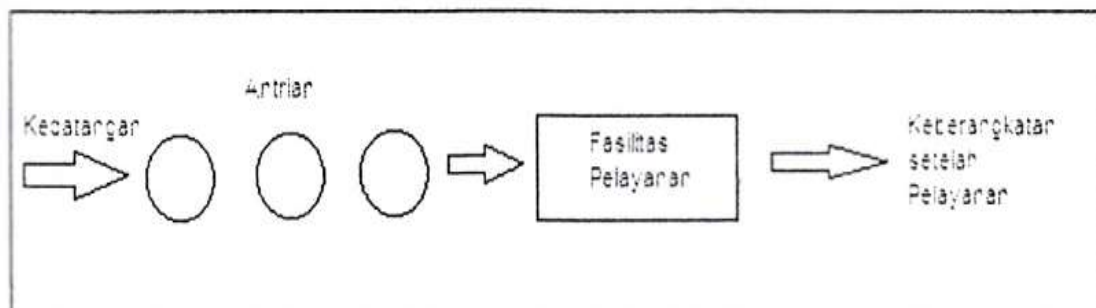 Antrian
Kedatangan
Fasilitas
Pelayanan
Keberangkatan
setelah
Pelayanan